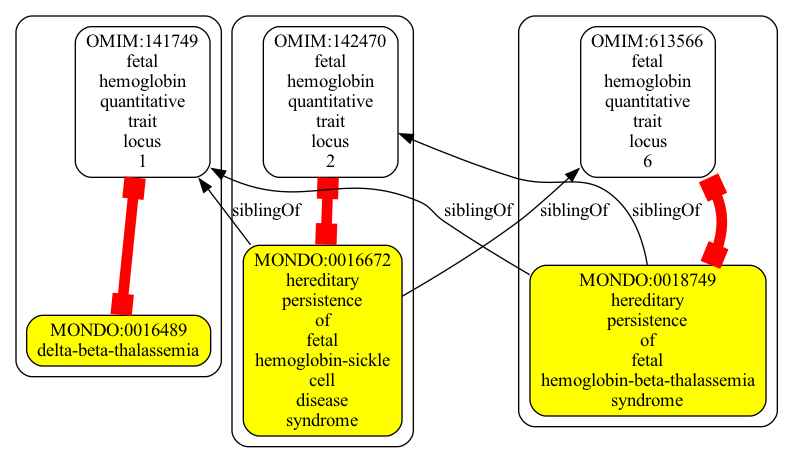 OMIM:141749
fetal
hemoglobin
quantitative
trait
locus
1
OMIM:142470
fetal
hemoglobin
quantitative
trait
locus
2
OMIM:613566
fetal
hemoglobin
quantitative
trait
locus
6
siblingOf
siblingOf
siblingOf
siblingOf
MONDO:0016489
delta-beta-thalassemia
MONDO:0016672
hereditary
persistence
of
fetal
hemoglobin-sickle
cell
disease
syndrome
MONDO:0018749
hereditary
persistence
of
fetal
hemoglobin-beta-thalassemia
syndrome